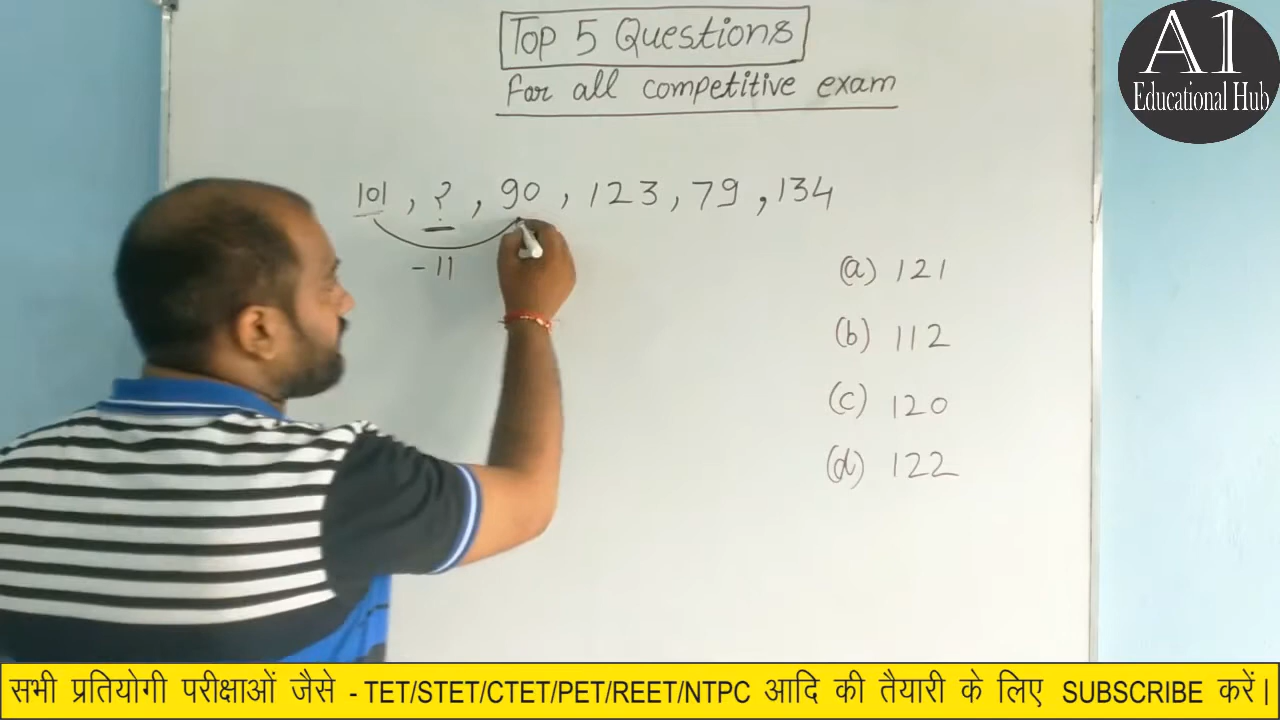 Top 5 Questions
For all competitive exam
A1
Educational Hub
101 , ? , 90 , 123 , 79 , 134
- 11
(a) 121
(b) 112
(c) 120
(d) 122
सभी प्रतियोगी परीक्षाओं जैसे - TET/STET/CTET/PET/REET/NTPC आदि की तैयारी के लिए SUBSCRIBE करें |